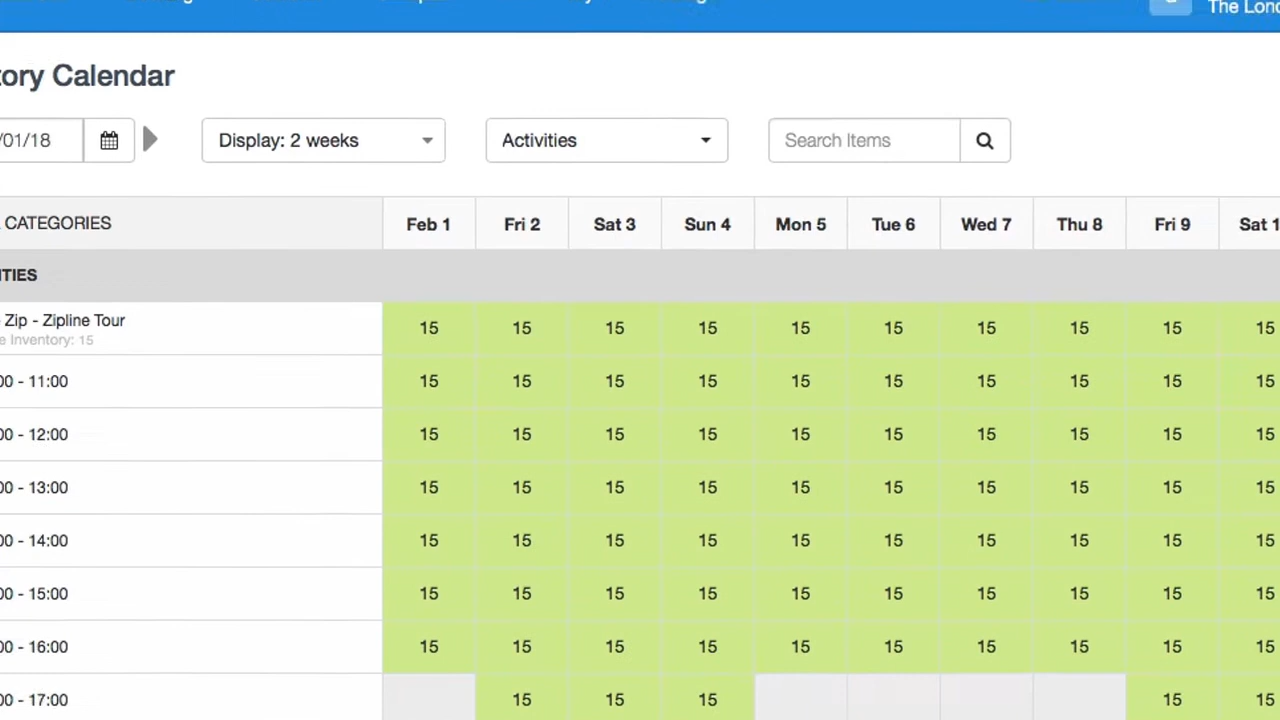 The Lond
tory Calendar
/01/18
Display: 2 weeks
Activities
Search Items
CATEGORIES Feb 1 Fri 2 Sat 3 Sun 4 Mon 5 Tue 6 Wed 7 Thu 8 Fri 9 Sat 1
ITIES
Zip - Zipline Tour 15 15 15 15 15 15 15 15 15 15
e Inventory: 15
00 - 11:00 15 15 15 15 15 15 15 15 15 15
00 - 12:00 15 15 15 15 15 15 15 15 15 15
00 - 13:00 15 15 15 15 15 15 15 15 15 15
00 - 14:00 15 15 15 15 15 15 15 15 15 15
00 - 15:00 15 15 15 15 15 15 15 15 15 15
00 - 16:00 15 15 15 15 15 15 15 15 15 15
00 - 17:00 15 15 15 15 15